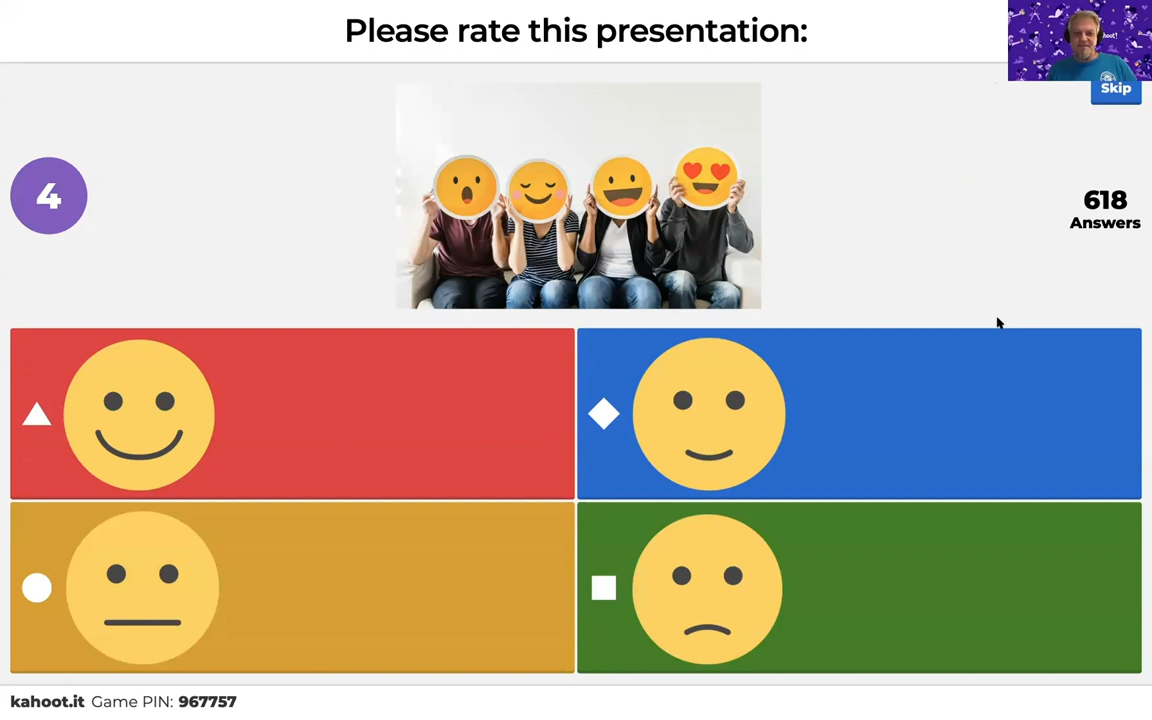 Please rate this presentation:
Skip
4
618
Answers
kahoot.it Game PIN: 967757